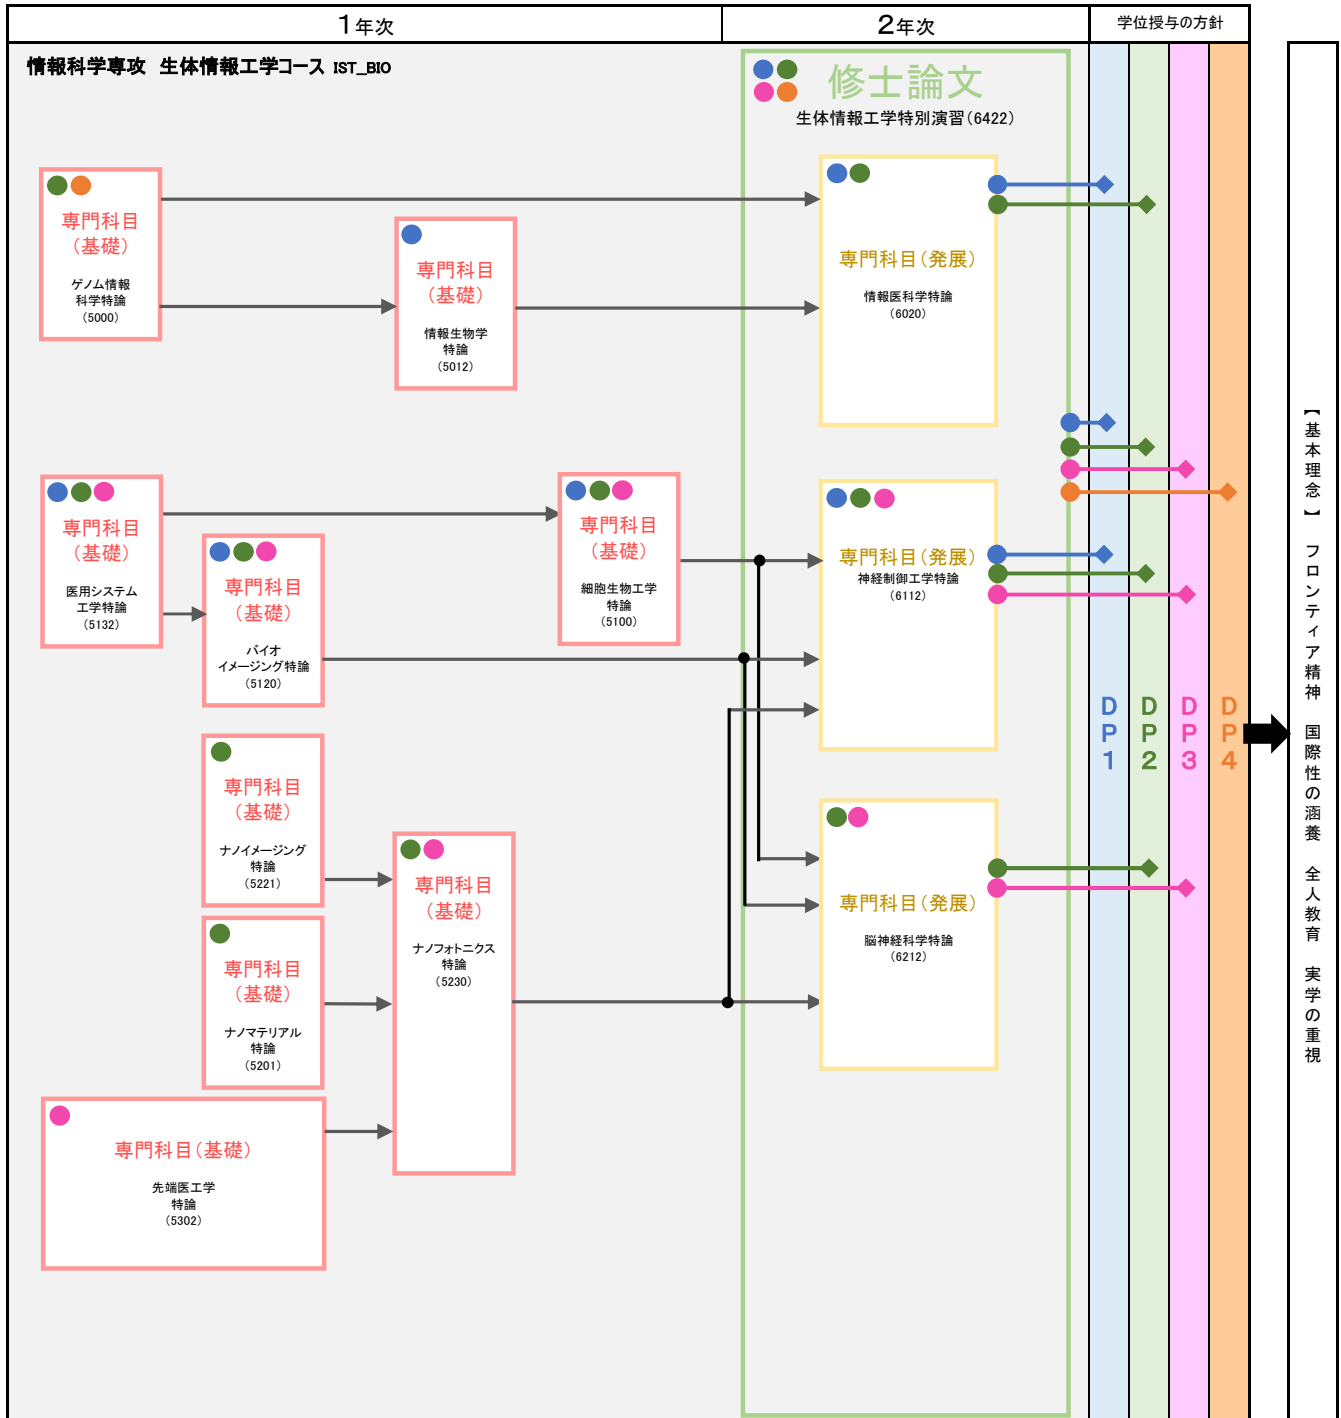 1年次
2年次
学位授与の方針
情報科学専攻 生体情報工学コース IST_BIO
修士論文
生体情報工学特別演習(6422)
専門科目
(基礎)
ゲノム情報
科学特論
(5000)
専門科目
(基礎)
情報生物学
特論
(5012)
専門科目(発展)
情報医科学特論
(6020)
専門科目
(基礎)
医用システム
工学特論
(5132)
専門科目
(基礎)
バイオ
イメージング特論
(5120)
専門科目
(基礎)
細胞生物工学
特論
(5100)
専門科目(発展)
神経制御工学特論
(6112)
専門科目
(基礎)
ナノイメージング
特論
(5221)
専門科目
(基礎)
ナノマテリアル
特論
(5201)
専門科目
(基礎)
ナノフォトニクス
特論
(5230)
専門科目(発展)
脳神経科学特論
(6212)
専門科目(基礎)
先端医工学
特論
(5302)
DP1
DP2
DP3
DP4
【基本理念】 フロンティア精神 国際性の涵養 全人教育 実学の重視